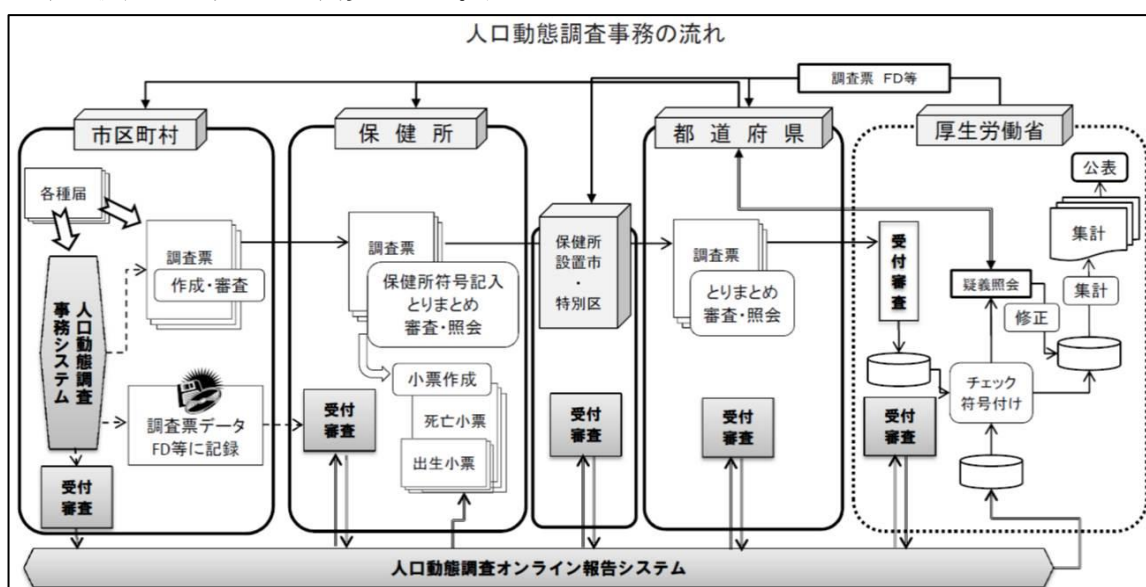 人口動態調査事務の流れ
調査票 FD等
市区町村
各種届
調査票
作成・審査
人口動態調査
事務システム
調査票データ
FD等に記録
受付
審査
保健所
調査票
保健所符号記入
とりまとめ
審査・照会
小票作成
死亡小票
出生小票
受付
審査
保健所
設置市
・
特別区
受付
審査
都道府県
調査票
とりまとめ
審査・照会
受付
審査
厚生労働省
公表
集計
集計
受付審査
疑義照会
修正
チェック
符号付け
受付
審査
人口動態調査オンライン報告システム